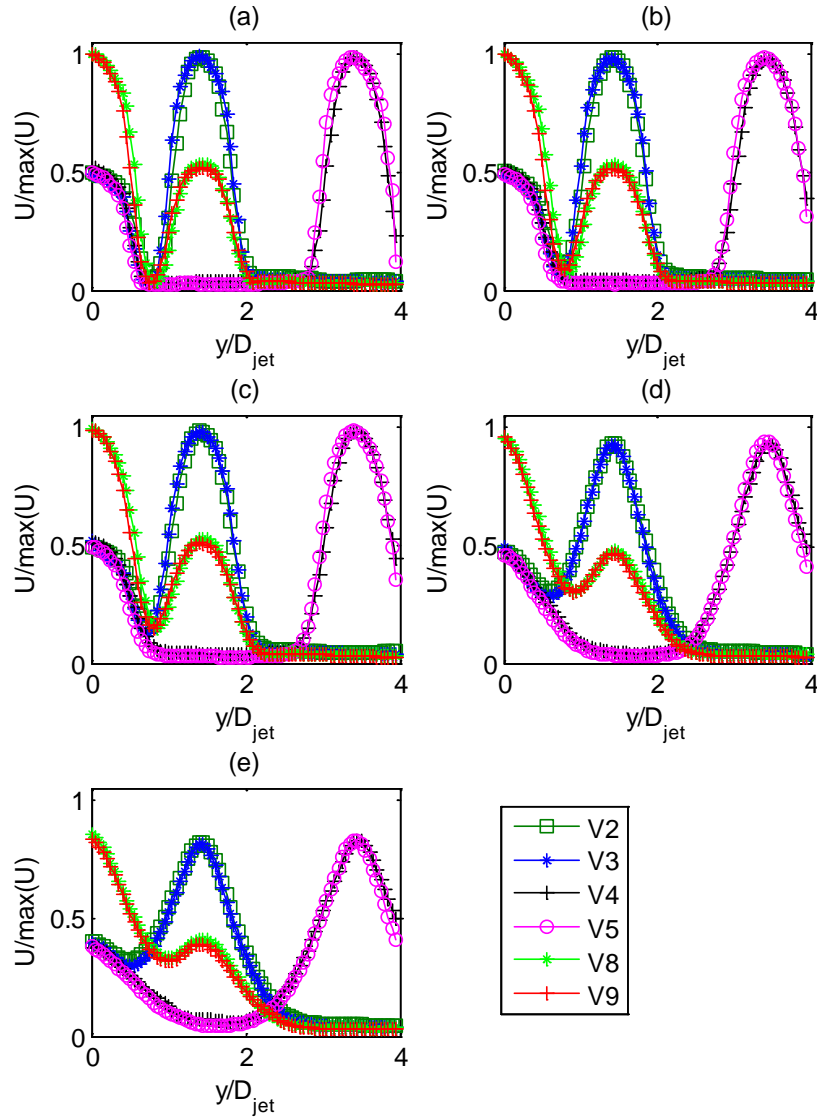 (a)
U/max(U)
1
0.5
0
0 2 4
y/D_jet
(b)
U/max(U)
1
0.5
0
0 2 4
y/D_jet
(c)
U/max(U)
1
0.5
0
0 2 4
y/D_jet
(d)
U/max(U)
1
0.5
0
0 2 4
y/D_jet
(e)
U/max(U)
1
0.5
0
0 2 4
y/D_jet
V2
V3
V4
V5
V8
V9